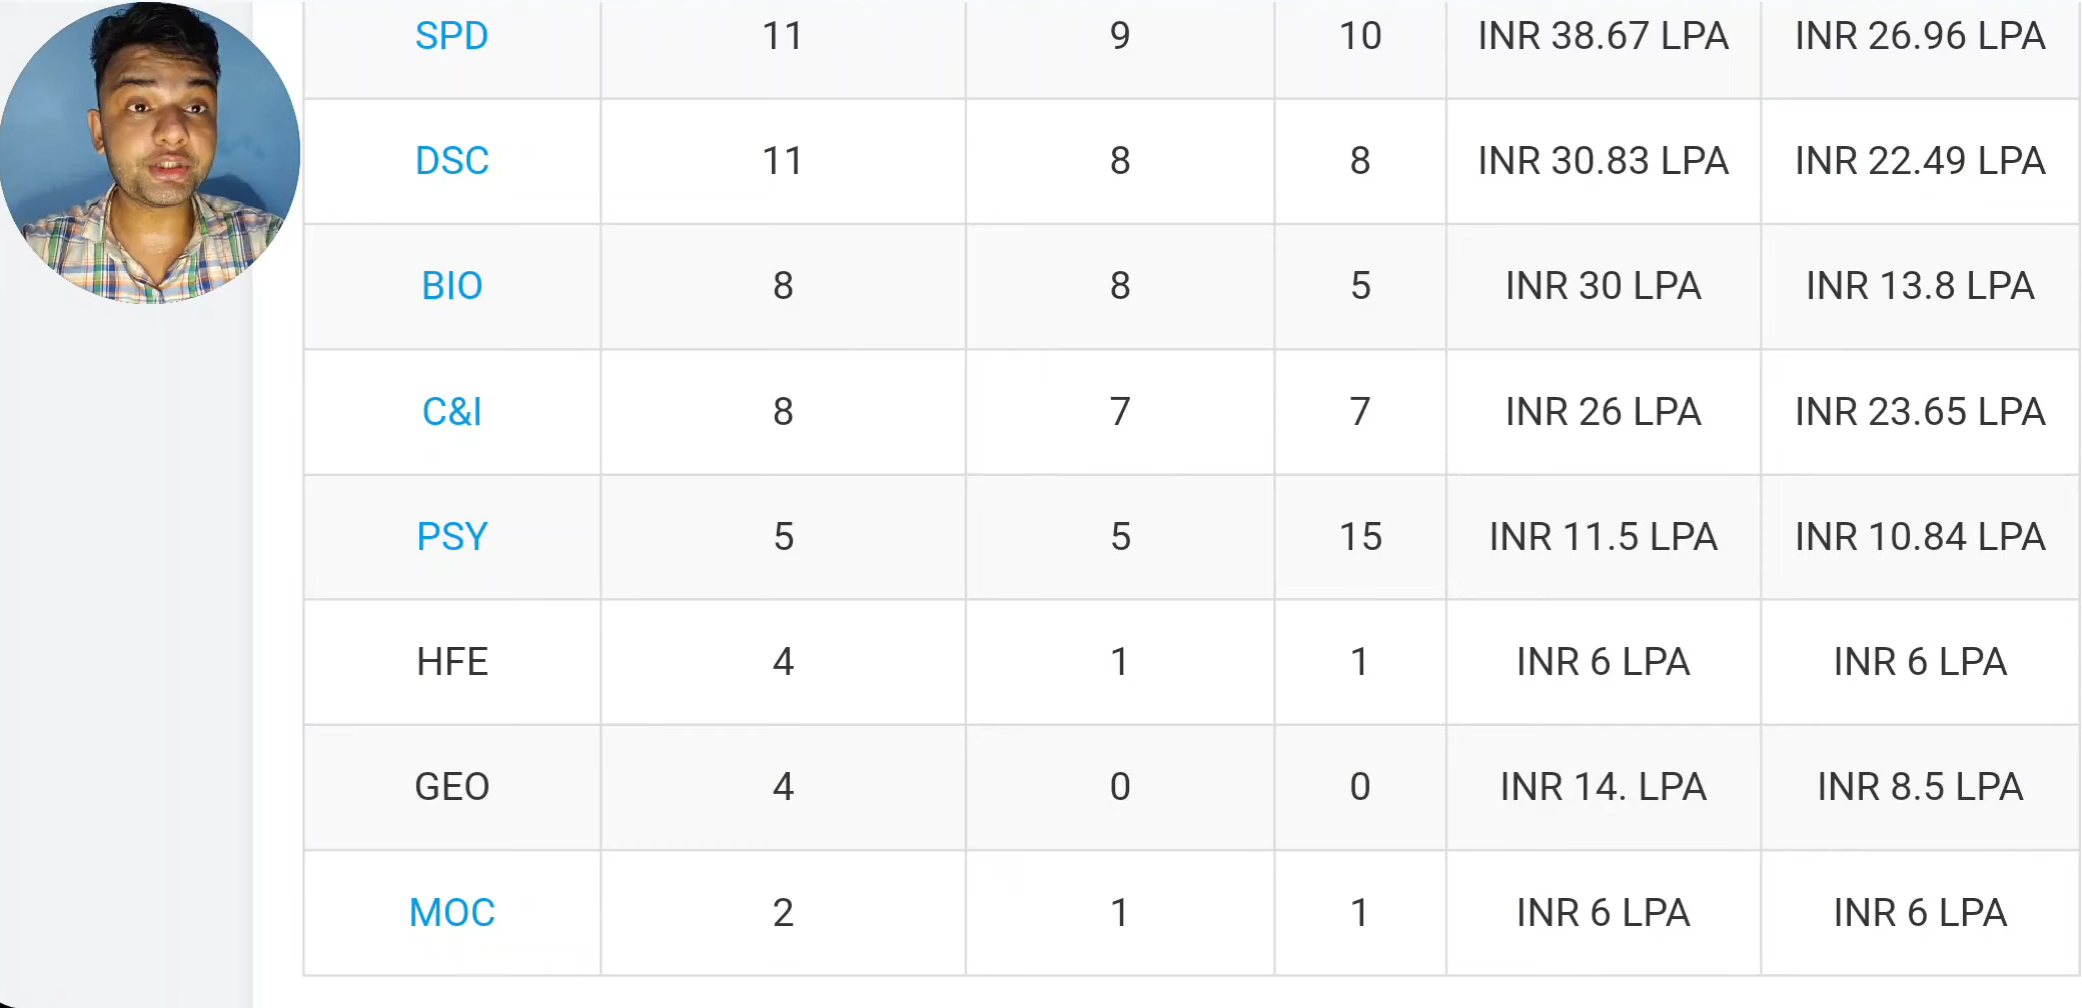 SPD 11 9 10 INR 38.67 LPA INR 26.96 LPA
DSC 11 8 8 INR 30.83 LPA INR 22.49 LPA
BIO 8 8 5 INR 30 LPA INR 13.8 LPA
C&I 8 7 7 INR 26 LPA INR 23.65 LPA
PSY 5 5 15 INR 11.5 LPA INR 10.84 LPA
HFE 4 1 1 INR 6 LPA INR 6 LPA
GEO 4 0 0 INR 14. LPA INR 8.5 LPA
MOC 2 1 1 INR 6 LPA INR 6 LPA